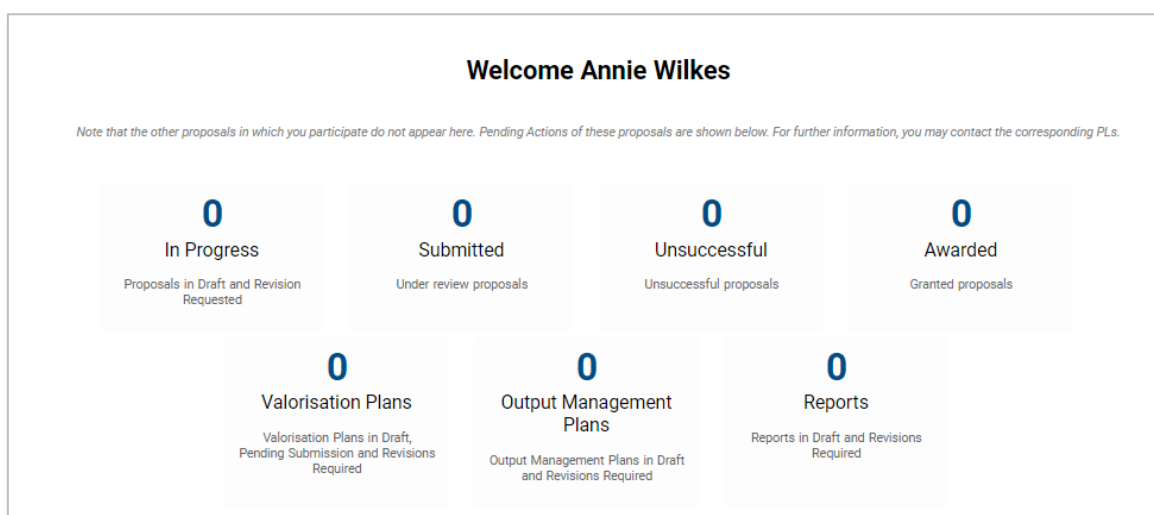 Welcome Annie Wilkes
Note that the other proposals in which you participate do not appear here. Pending Actions of these proposals are shown below. For further information, you may contact the corresponding PLs.
0
In Progress
Proposals in Draft and Revision
Requested
0
Submitted
Under review proposals
0
Unsuccessful
Unsuccessful proposals
0
Awarded
Granted proposals
0
Valorisation Plans
Valorisation Plans in Draft,
Pending Submission and Revisions
Required
0
Output Management
Plans
Output Management Plans in Draft
and Revisions Required
0
Reports
Reports in Draft and Revisions
Required